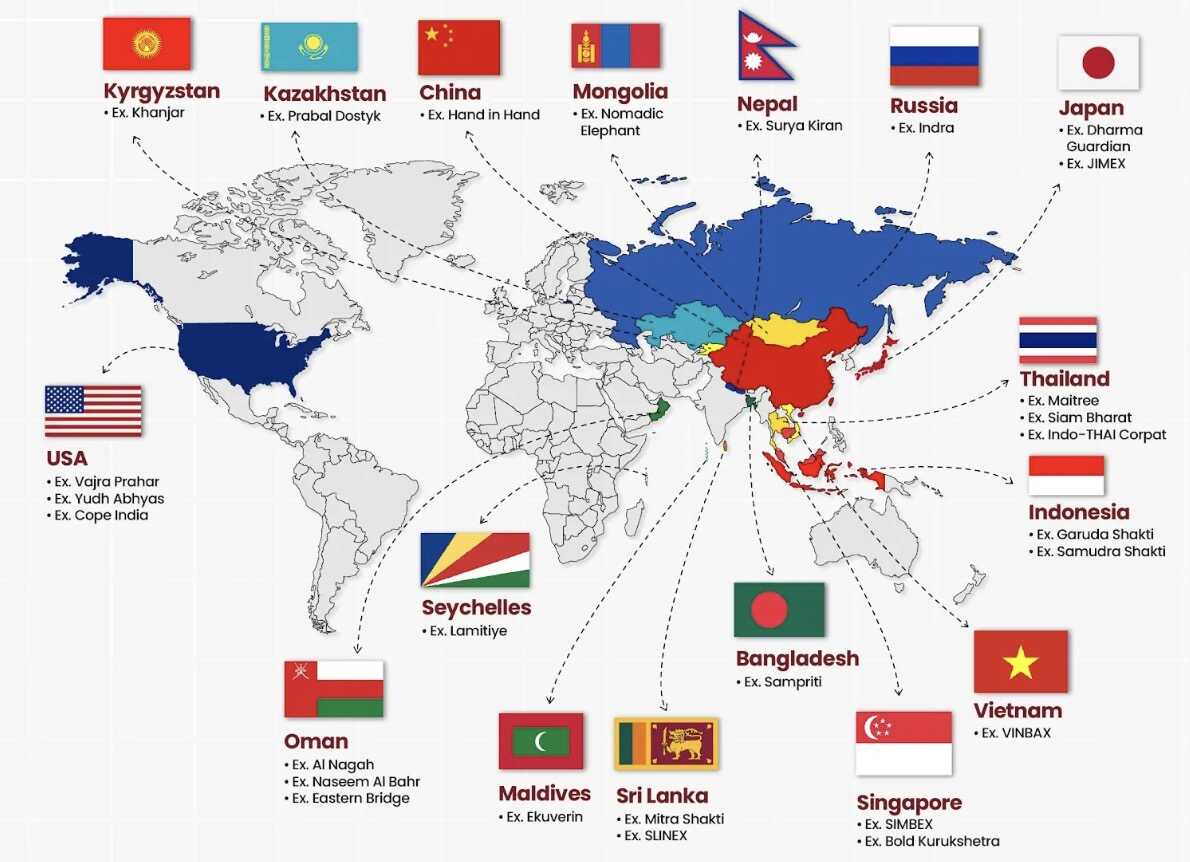 Kyrgyzstan
• Ex. Khanjar
Kazakhstan
• Ex. Prabal Dostyk
China
• Ex. Hand in Hand
Mongolia
• Ex. Nomadic
Elephant
Nepal
• Ex. Surya Kiran
Russia
• Ex. Indra
Japan
• Ex. Dharma
Guardian
• Ex. JIMEX
USA
• Ex. Vajra Prahar
• Ex. Yudh Abhyas
• Ex. Cope India
Thailand
• Ex. Maitree
• Ex. Siam Bharat
• Ex. Indo-THAI Corpat
Indonesia
• Ex. Garuda Shakti
• Ex. Samudra Shakti
Seychelles
• Ex. Lamitiye
Bangladesh
• Ex. Sampriti
Vietnam
• Ex. VINBAX
Oman
• Ex. Al Nagah
• Ex. Naseem Al Bahr
• Ex. Eastern Bridge
Maldives
• Ex. Ekuverin
Sri Lanka
• Ex. Mitra Shakti
• Ex. SLINEX
Singapore
• Ex. SIMBEX
• Ex. Bold Kurukshetra